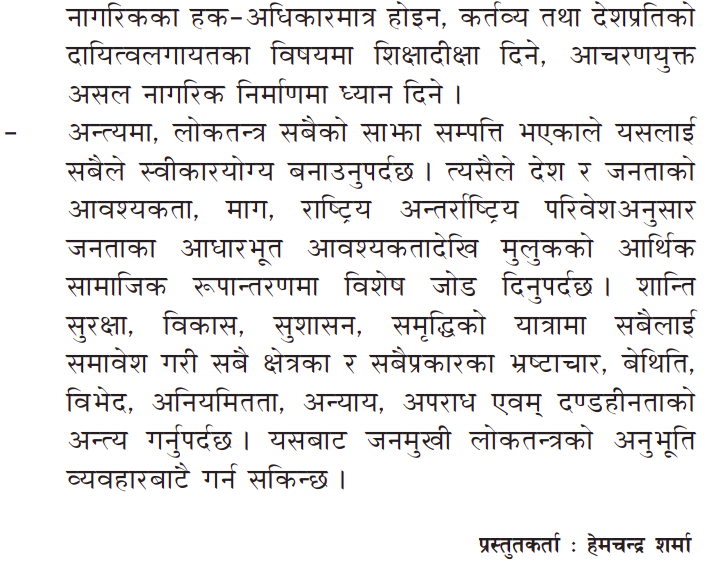 नागरिकका हक-अधिकारमात्र होइन, कर्तव्य तथा देशप्रतिको
दायित्वलगायतका विषयमा शिक्षादीक्षा दिने, आचरणयुक्त
असल नागरिक निर्माणमा ध्यान दिने ।
- अन्त्यमा, लोकतन्त्र सबैको साझा सम्पत्ति भएकाले यसलाई
सबैले स्वीकारयोग्य बनाउनुपर्दछ । त्यसैले देश र जनताको
आवश्यकता, माग, राष्ट्रिय अन्तर्राष्ट्रिय परिवेशअनुसार
जनताका आधारभूत आवश्यकतादेखि मुलुकको आर्थिक
सामाजिक रूपान्तरणमा विशेष जोड दिनुपर्दछ । शान्ति
सुरक्षा, विकास, सुशासन, समृद्धिको यात्रामा सबैलाई
समावेश गरी सबै क्षेत्रका र सबैप्रकारका भ्रष्टाचार, बेथिति,
विभेद, अनियमितता, अन्याय, अपराध एवम् दण्डहीनताको
अन्त्य गर्नुपर्दछ । यसबाट जनमुखी लोकतन्त्रको अनुभूति
व्यवहारबाटै गर्न सकिन्छ ।
प्रस्तुतकर्ता : हेमचन्द्र शर्मा